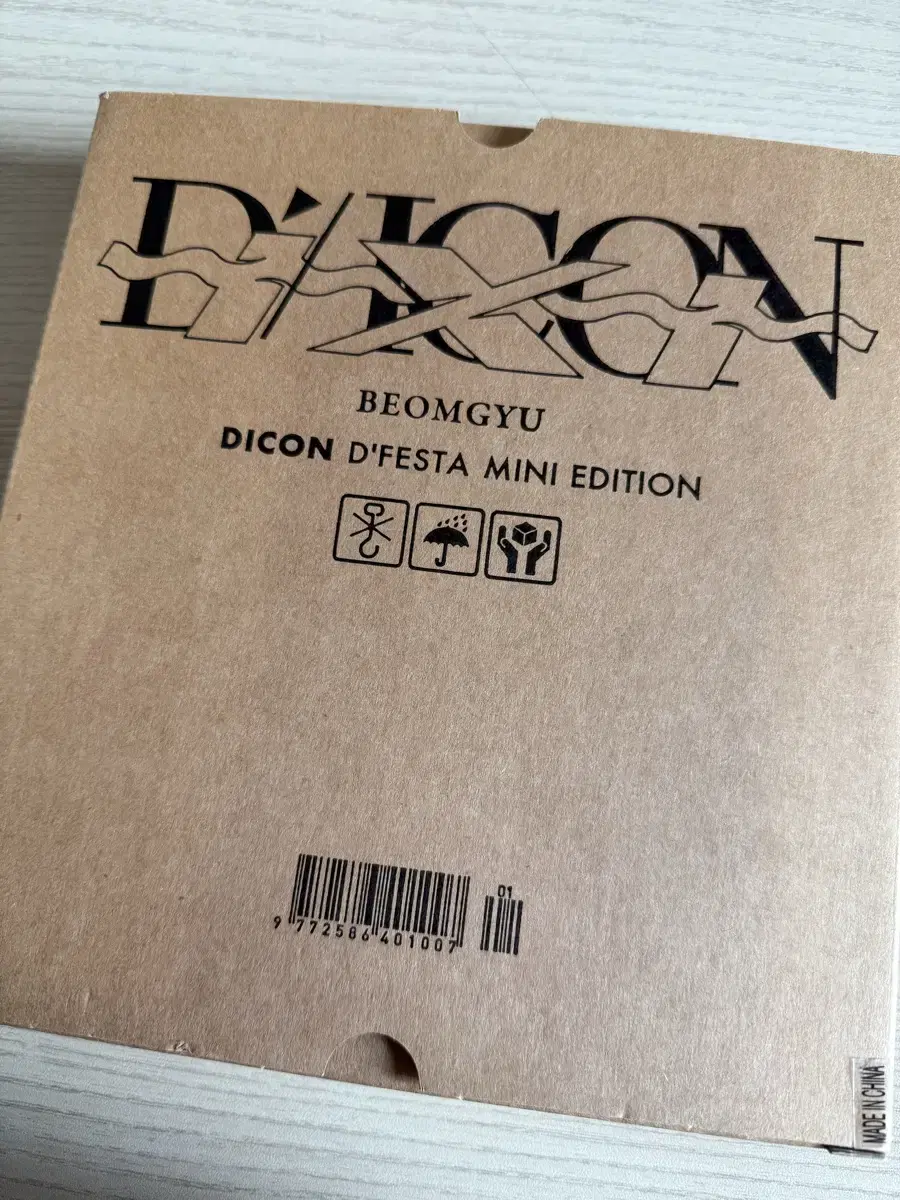 D'/ICON
BEOMGYU
DICON D'FESTA MINI EDITION
01
9 772586 401007
MADE IN CHINA